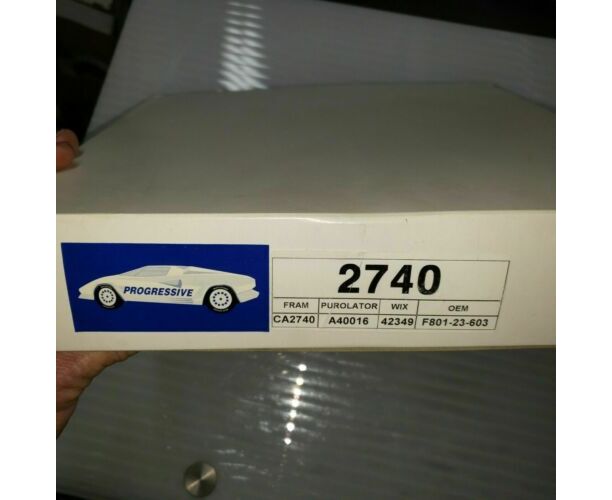 PROGRESSIVE
2740
FRAM PUROLATOR WIX OEM
CA2740 A40016 42349 F801-23-603